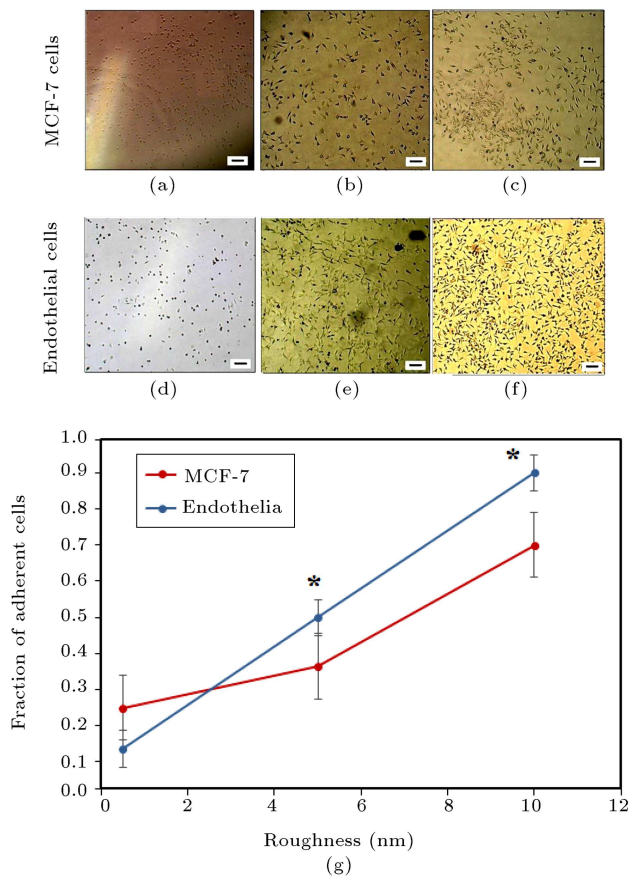 MCF-7 cells
(a)
(b)
(c)
Endothelial cells
(d)
(e)
(f)
Fraction of adherent cells
1.0
0.9
0.8
0.7
0.6
0.5
0.4
0.3
0.2
0.1
0.0
MCF-7
Endothelia
*
*
0
2
4
6
8
10
12
Roughness (nm)
(g)